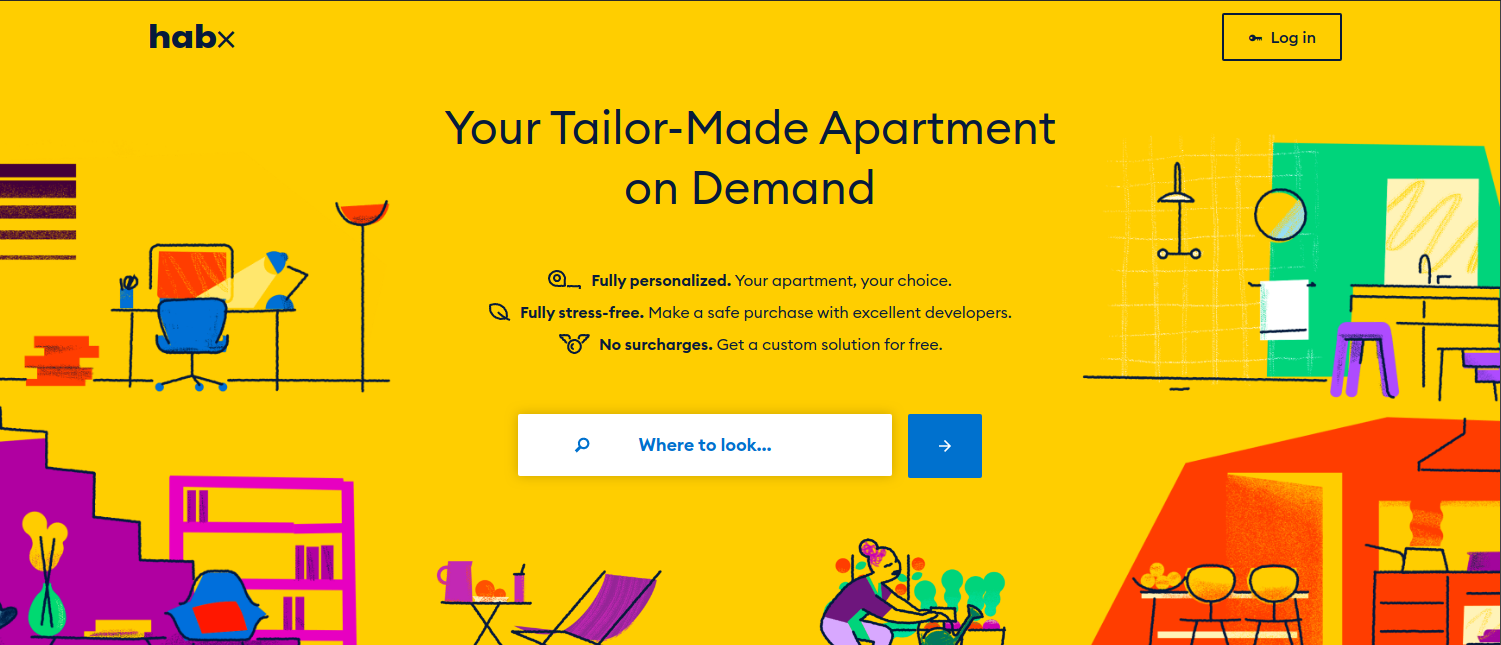 habx
Log in
Your Tailor-Made Apartment
on Demand
Fully personalized. Your apartment, your choice.
Fully stress-free. Make a safe purchase with excellent developers.
No surcharges. Get a custom solution for free.
Where to look...